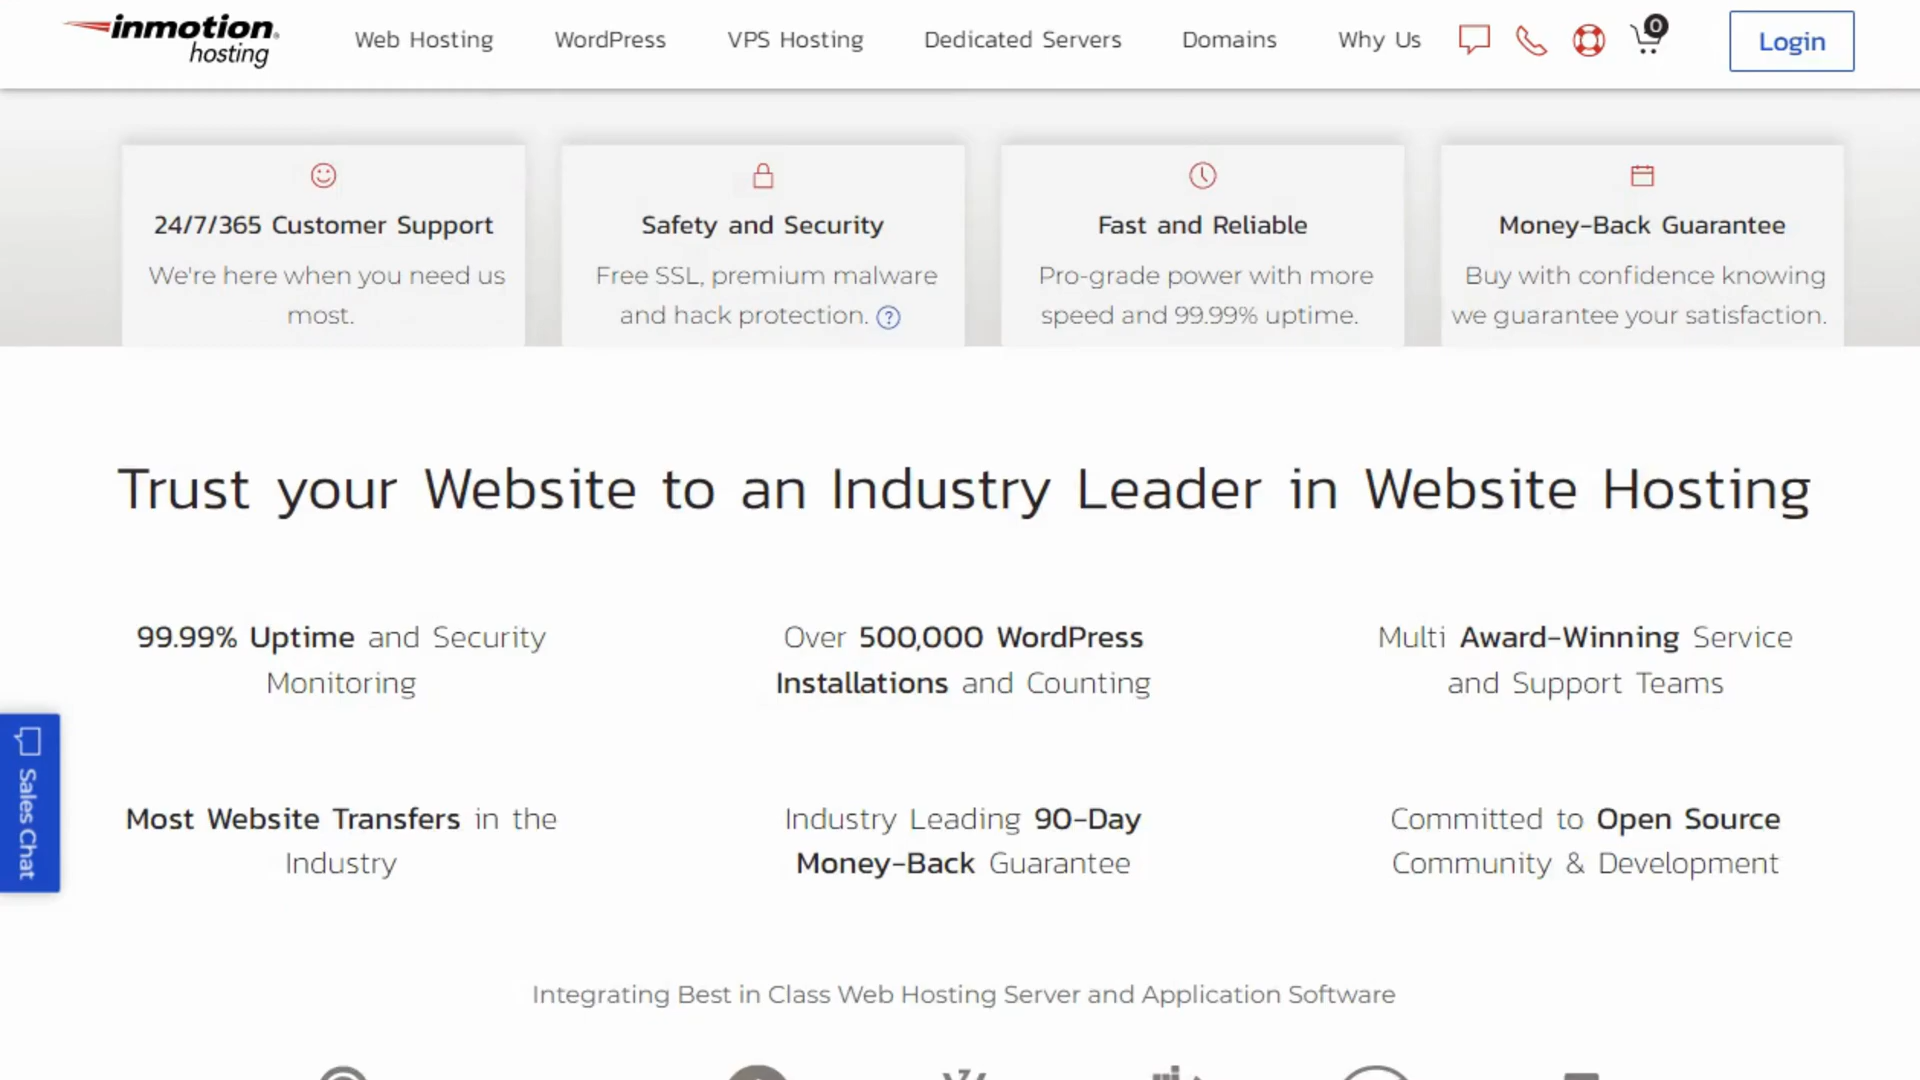 inmotion
hosting
Web Hosting
WordPress
VPS Hosting
Dedicated Servers
Domains
Why Us
0
Login
24/7/365 Customer Support
We're here when you need us
most.
Safety and Security
Free SSL, premium malware
and hack protection. ?
Fast and Reliable
Pro-grade power with more
speed and 99.99% uptime.
Money-Back Guarantee
Buy with confidence knowing
we guarantee your satisfaction.
Trust your Website to an Industry Leader in Website Hosting
99.99% Uptime and Security
Monitoring
Over 500,000 WordPress
Installations and Counting
Multi Award-Winning Service
and Support Teams
Most Website Transfers in the
Industry
Industry Leading 90-Day
Money-Back Guarantee
Committed to Open Source
Community & Development
Sales Chat
Integrating Best in Class Web Hosting Server and Application Software